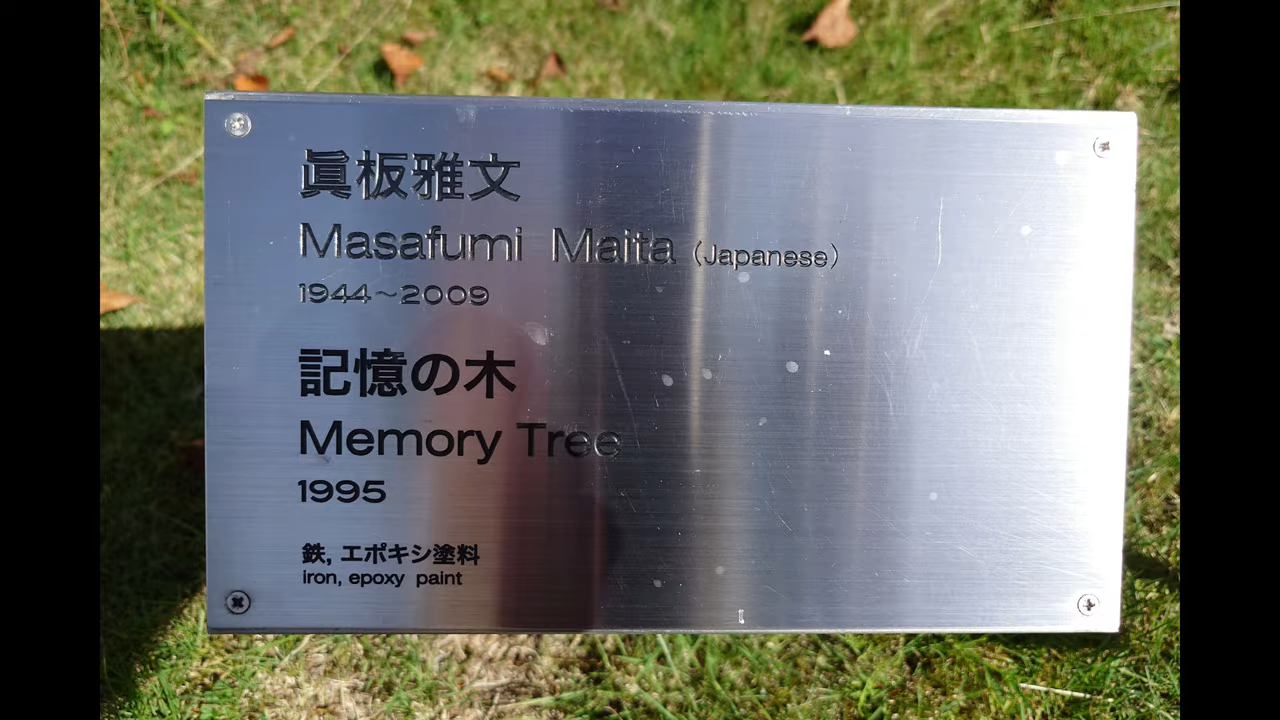 眞板雅文
Masafumi Maita (Japanese)
1944～2009
記憶の木
Memory Tree
1995
鉄, エポキシ塗料
iron, epoxy paint